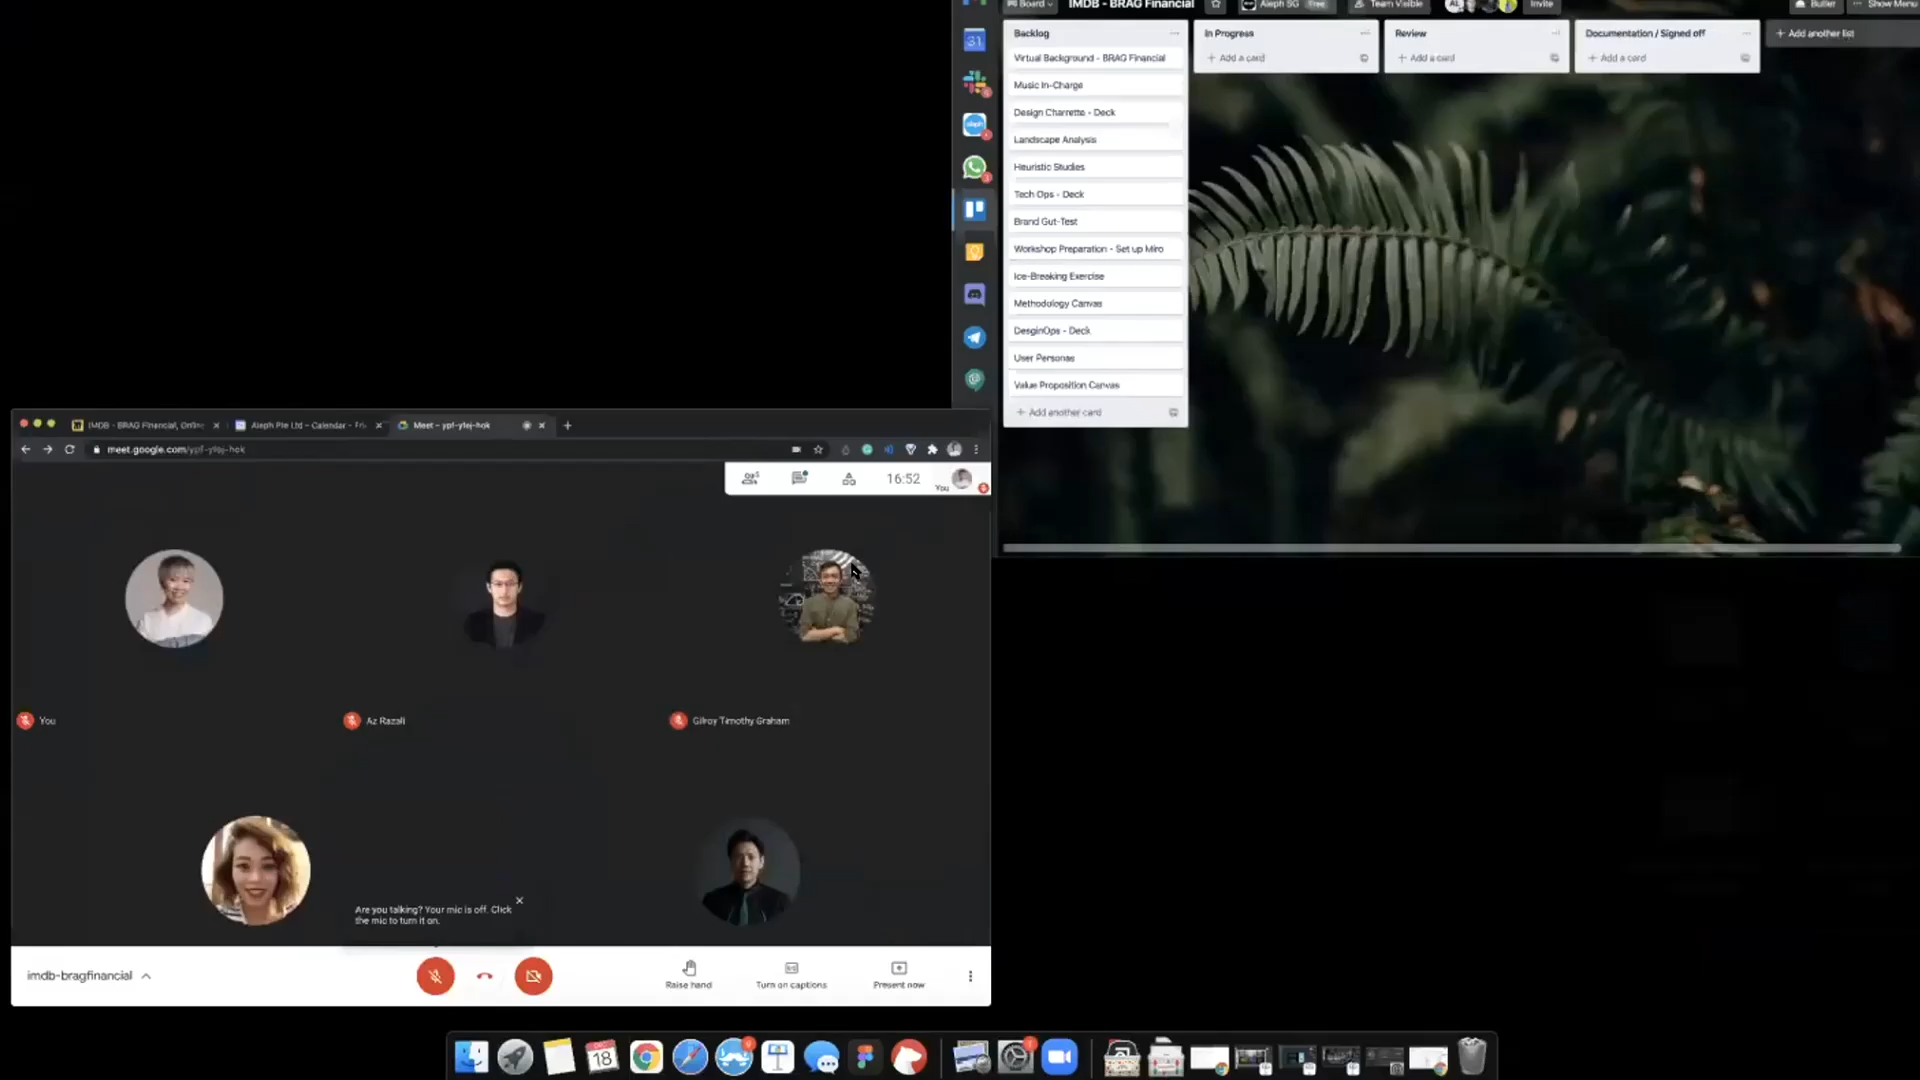 Board
IMDB - BRAG Financial
Aleph SG
Free
Team Visible
AL
Invite
Butler
Show Menu
Backlog
Virtual Background - BRAG Financial
Music In-Charge
Design Charrette - Deck
Landscape Analysis
Heuristic Studies
Tech Ops - Deck
Brand Gut-Test
Workshop Preparation - Set up Miro
Ice-Breaking Exercise
Methodology Canvas
DesginOps - Deck
User Personas
Value Proposition Canvas
+ Add another card
In Progress
+ Add a card
Review
+ Add a card
Documentation / Signed off
+ Add a card
+ Add another list
31
aleph
IMDB - BRAG Financial, Online
Aleph Pte Ltd - Calendar - Fri
Meet - ypf-ytej-hok
meet.google.com/ypf-ytej-hok
16:52
You
You
Az Razali
Gilroy Timothy Graham
Are you talking? Your mic is off. Click
the mic to turn it on.
imdb-bragfinancial
Raise hand
Turn on captions
Present now
DEC
18